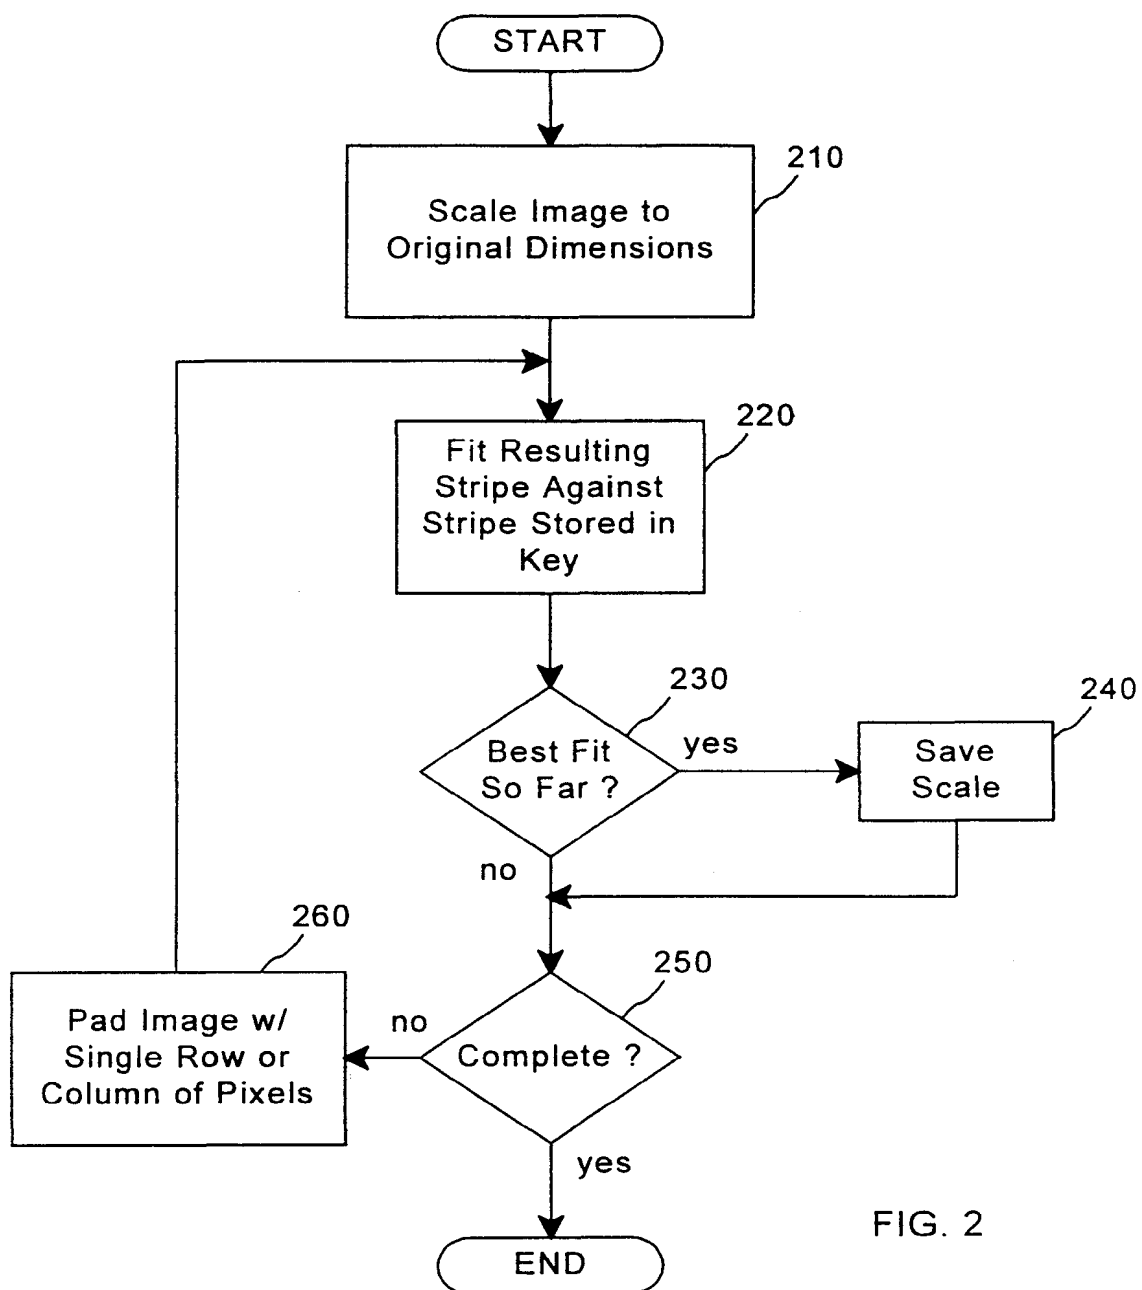 START
210
Scale Image to
Original Dimensions
220
Fit Resulting
Stripe Against
Stripe Stored in
Key
230
Best Fit
So Far ?
yes
240
Save
Scale
no
260
Pad Image w/
Single Row or
Column of Pixels
250
no
Complete ?
yes
FIG. 2
END